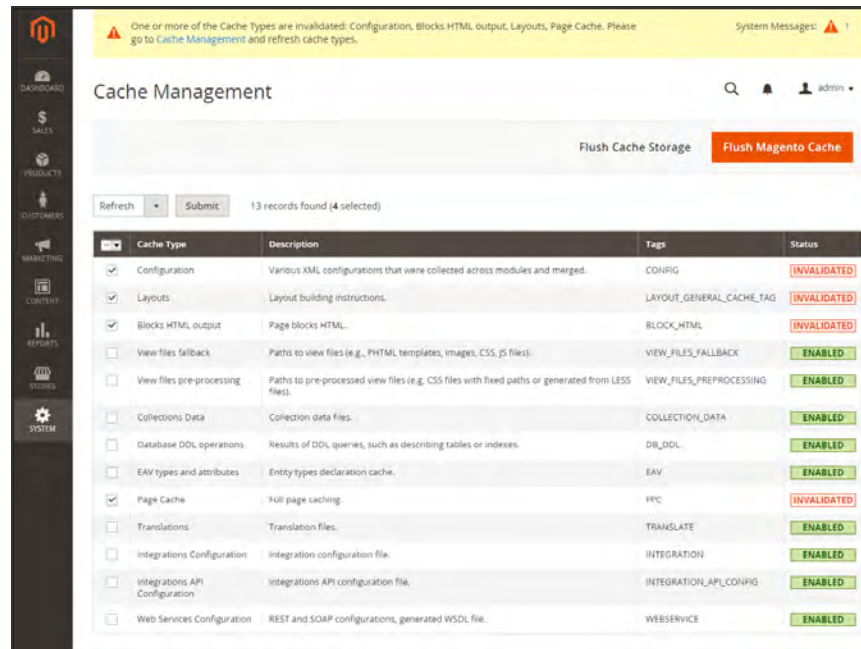 One or more of the Cache Types are invalidated: Configuration, Blocks HTML output, Layouts, Page Cache. Please
go to Cache Management and refresh cache types.
System Messages: 1
DASHBOARD
SALES
PRODUCTS
CUSTOMERS
MARKETING
CONTENT
REPORTS
STORES
SYSTEM
Cache Management
admin
Flush Cache Storage
Flush Magento Cache
Refresh
Submit
13 records found (4 selected)
Cache Type Description Tags Status
Configuration Various XML configurations that were collected across modules and merged. CONFIG INVALIDATED
Layouts Layout building instructions. LAYOUT_GENERAL_CACHE_TAG INVALIDATED
Blocks HTML output Page blocks HTML. BLOCK_HTML INVALIDATED
View files fallback Paths to view files (e.g., PHTML templates, images, CSS, JS files). VIEW_FILES_FALLBACK ENABLED
View files pre-processing Paths to pre-processed view files (e.g, CSS files with fixed paths or generated from LESS VIEW_FILES_PREPROCESSING ENABLED
files).
Collections Data Collection data files. COLLECTION_DATA ENABLED
Database DDL operations Results of DDL queries, such as describing tables or indexes. DB_DDL ENABLED
EAV types and attributes Entity types declaration cache. EAV ENABLED
Page Cache Full page caching. FPC INVALIDATED
Translations Translation files. TRANSLATE ENABLED
Integrations Configuration Integration configuration file. INTEGRATION ENABLED
Integrations API Integrations API configuration file. INTEGRATION_API_CONFIG ENABLED
Configuration
Web Services Configuration REST and SOAP configurations, generated WSDL file. WEBSERVICE ENABLED